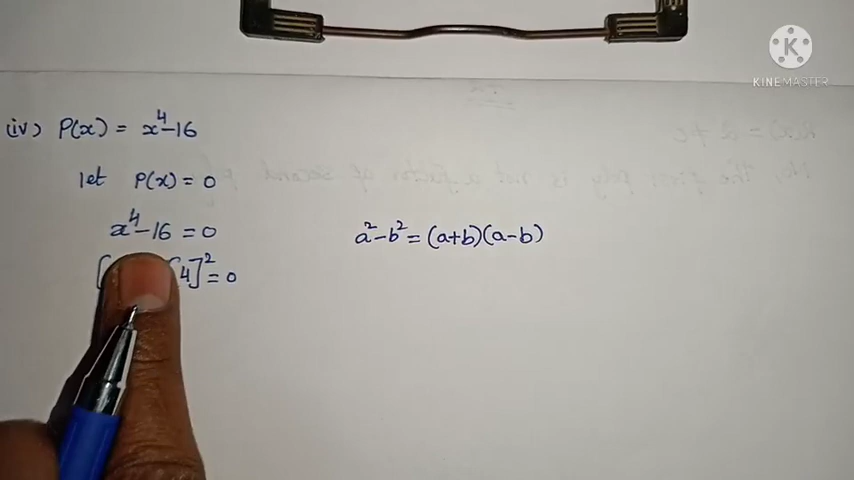 K
KINEMASTER
(iv) P(x) = x⁴-16
let P(x) = 0
x⁴-16 = 0
a²-b² = (a+b)(a-b)
4]² = 0